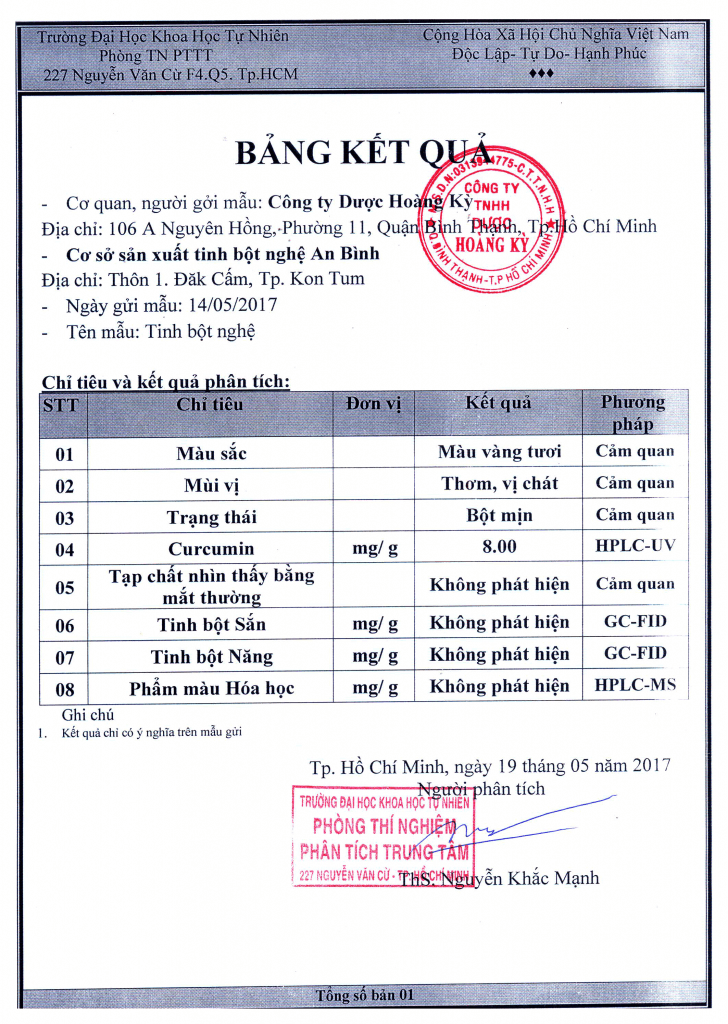 Trường Đại Học Khoa Học Tự Nhiên
Phòng TN PTTT
227 Nguyễn Văn Cừ F4.Q5. Tp.HCM
Cộng Hòa Xã Hội Chủ Nghĩa Việt Nam
Độc Lập- Tự Do- Hạnh Phúc
♦♦♦
BẢNG KẾT QUẢ
- Cơ quan, người gởi mẫu: Công ty Dược Hoàng Kỳ
Địa chỉ: 106 A Nguyên Hồng, Phường 11, Quận Bình Thạnh, Tp.Hồ Chí Minh
- Cơ sở sản xuất tinh bột nghệ An Bình
Địa chỉ: Thôn 1. Đăk Cấm, Tp. Kon Tum
- Ngày gửi mẫu: 14/05/2017
- Tên mẫu: Tinh bột nghệ
M.S.D.N: -C.T.T.N.H.H
CÔNG TY
TNHH
DƯỢC
HOÀNG KỲ
BÌNH THẠNH-T.P HỒ CHÍ MINH
Chỉ tiêu và kết quả phân tích:
STT Chỉ tiêu Đơn vị Kết quả Phương
pháp
01 Màu sắc Màu vàng tươi Cảm quan
02 Mùi vị Thơm, vị chát Cảm quan
03 Trạng thái Bột mịn Cảm quan
04 Curcumin mg/ g 8.00 HPLC-UV
05 Tạp chất nhìn thấy bằng
mắt thường Không phát hiện Cảm quan
06 Tinh bột Sắn mg/ g Không phát hiện GC-FID
07 Tinh bột Năng mg/ g Không phát hiện GC-FID
08 Phẩm màu Hóa học mg/ g Không phát hiện HPLC-MS
Ghi chú
1. Kết quả chỉ có ý nghĩa trên mẫu gửi
Tp. Hồ Chí Minh, ngày 19 tháng 05 năm 2017
Người phân tích
TRƯỜNG ĐẠI HỌC KHOA HỌC TỰ NHIÊN
PHÒNG THÍ NGHIỆM
PHÂN TÍCH TRUNG TÂM
227 NGUYỄN VĂN CỪ - TP. HỒ CHÍ MINH
ThS. Nguyễn Khắc Mạnh
Tổng số bản 01